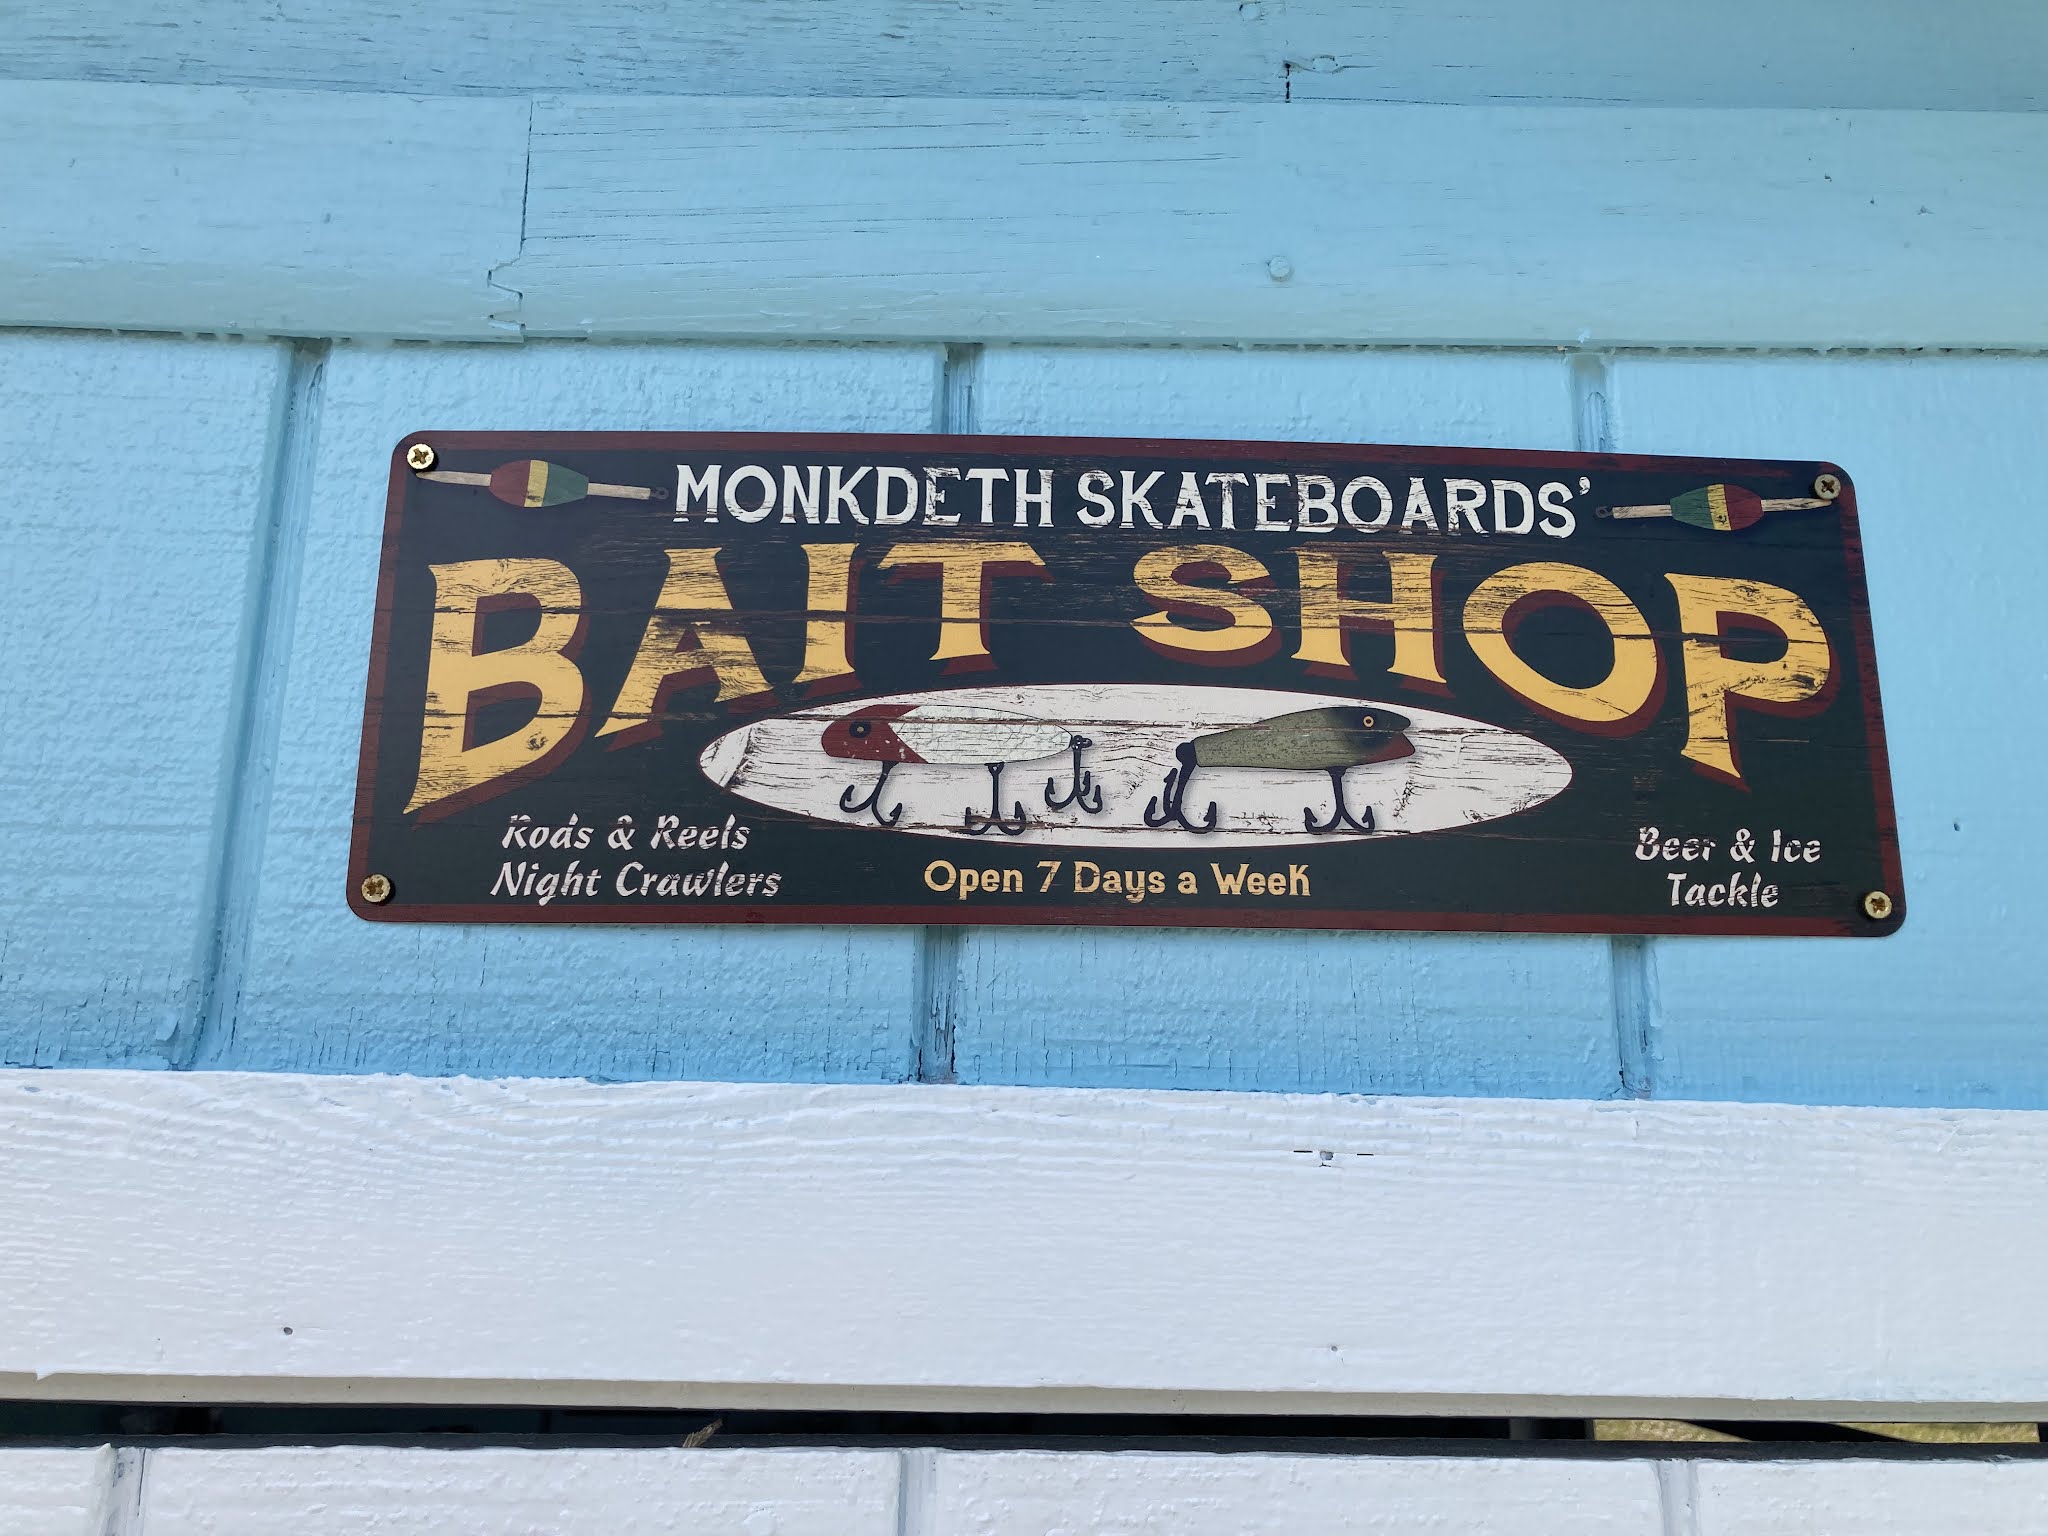 MONKDETH SKATEBOARDS'
BAIT SHOP
Rods & Reels
Night Crawlers
Open 7 Days a Week
Beer & Ice
Tackle